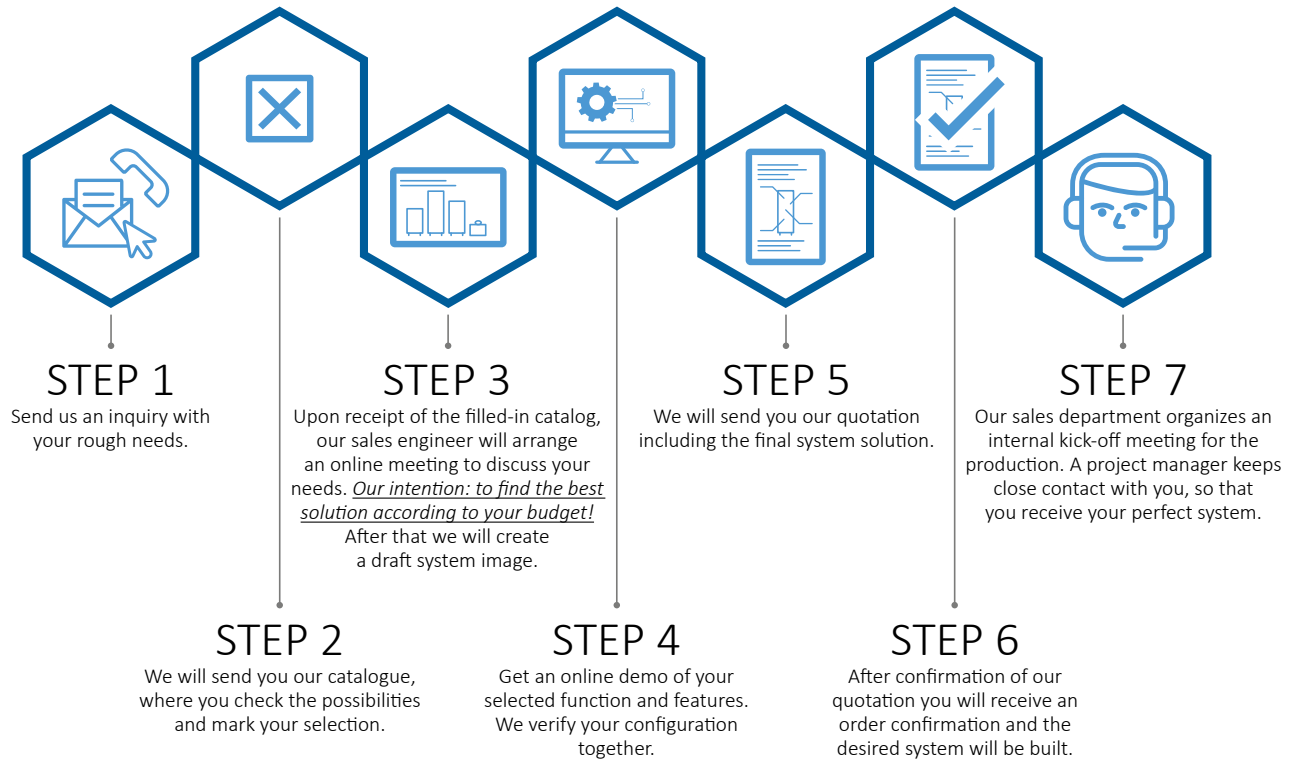 STEP 1
Send us an inquiry with
your rough needs.
STEP 2
We will send you our catalogue,
where you check the possibilities
and mark your selection.
STEP 3
Upon receipt of the filled-in catalog,
our sales engineer will arrange
an online meeting to discuss your
needs. Our intention: to find the best
solution according to your budget!
After that we will create
a draft system image.
STEP 4
Get an online demo of your
selected function and features.
We verify your configuration
together.
STEP 5
We will send you our quotation
including the final system solution.
STEP 6
After confirmation of our
quotation you will receive an
order confirmation and the
desired system will be built.
STEP 7
Our sales department organizes an
internal kick-off meeting for the
production. A project manager keeps
close contact with you, so that
you receive your perfect system.